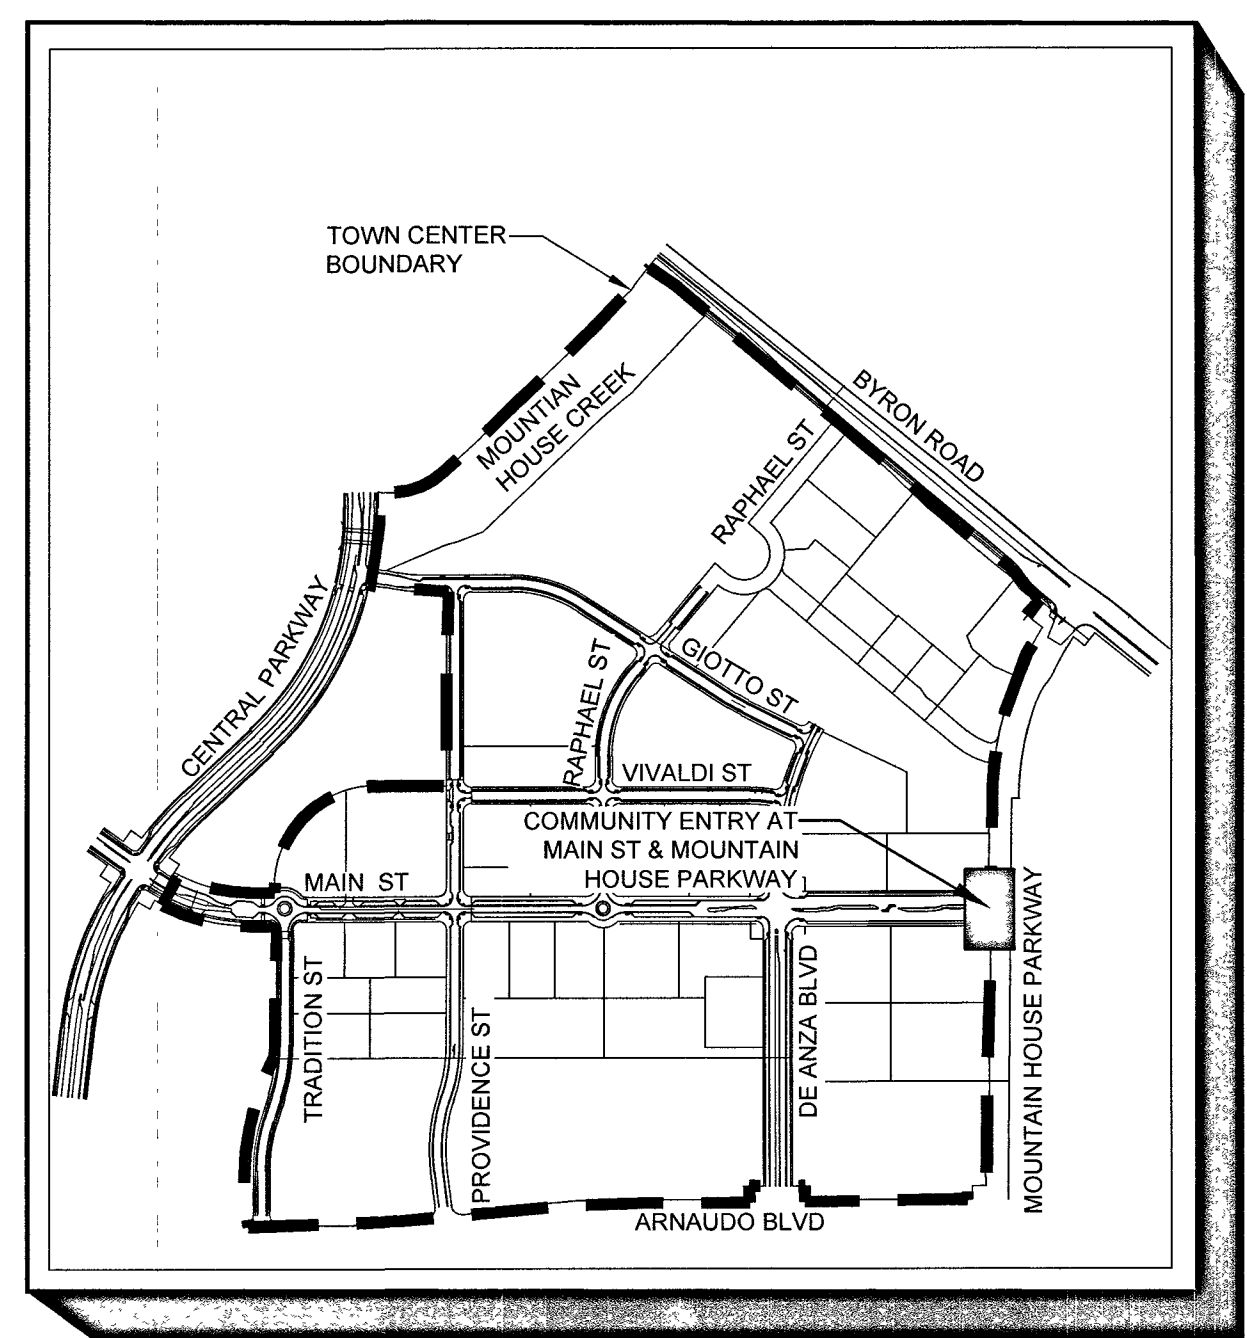 TOWN CENTER
BOUNDARY
MOUNTIAN
HOUSE CREEK
BYRON ROAD
RAPHAEL ST
CENTRAL PARKWAY
GIOTTO ST
RAPHAEL ST
VIVALDI ST
COMMUNITY ENTRY AT
MAIN ST & MOUNTAIN
HOUSE PARKWAY
MAIN ST
TRADITION ST
PROVIDENCE ST
DE ANZA BLVD
MOUNTAIN HOUSE PARKWAY
ARNAUDO BLVD